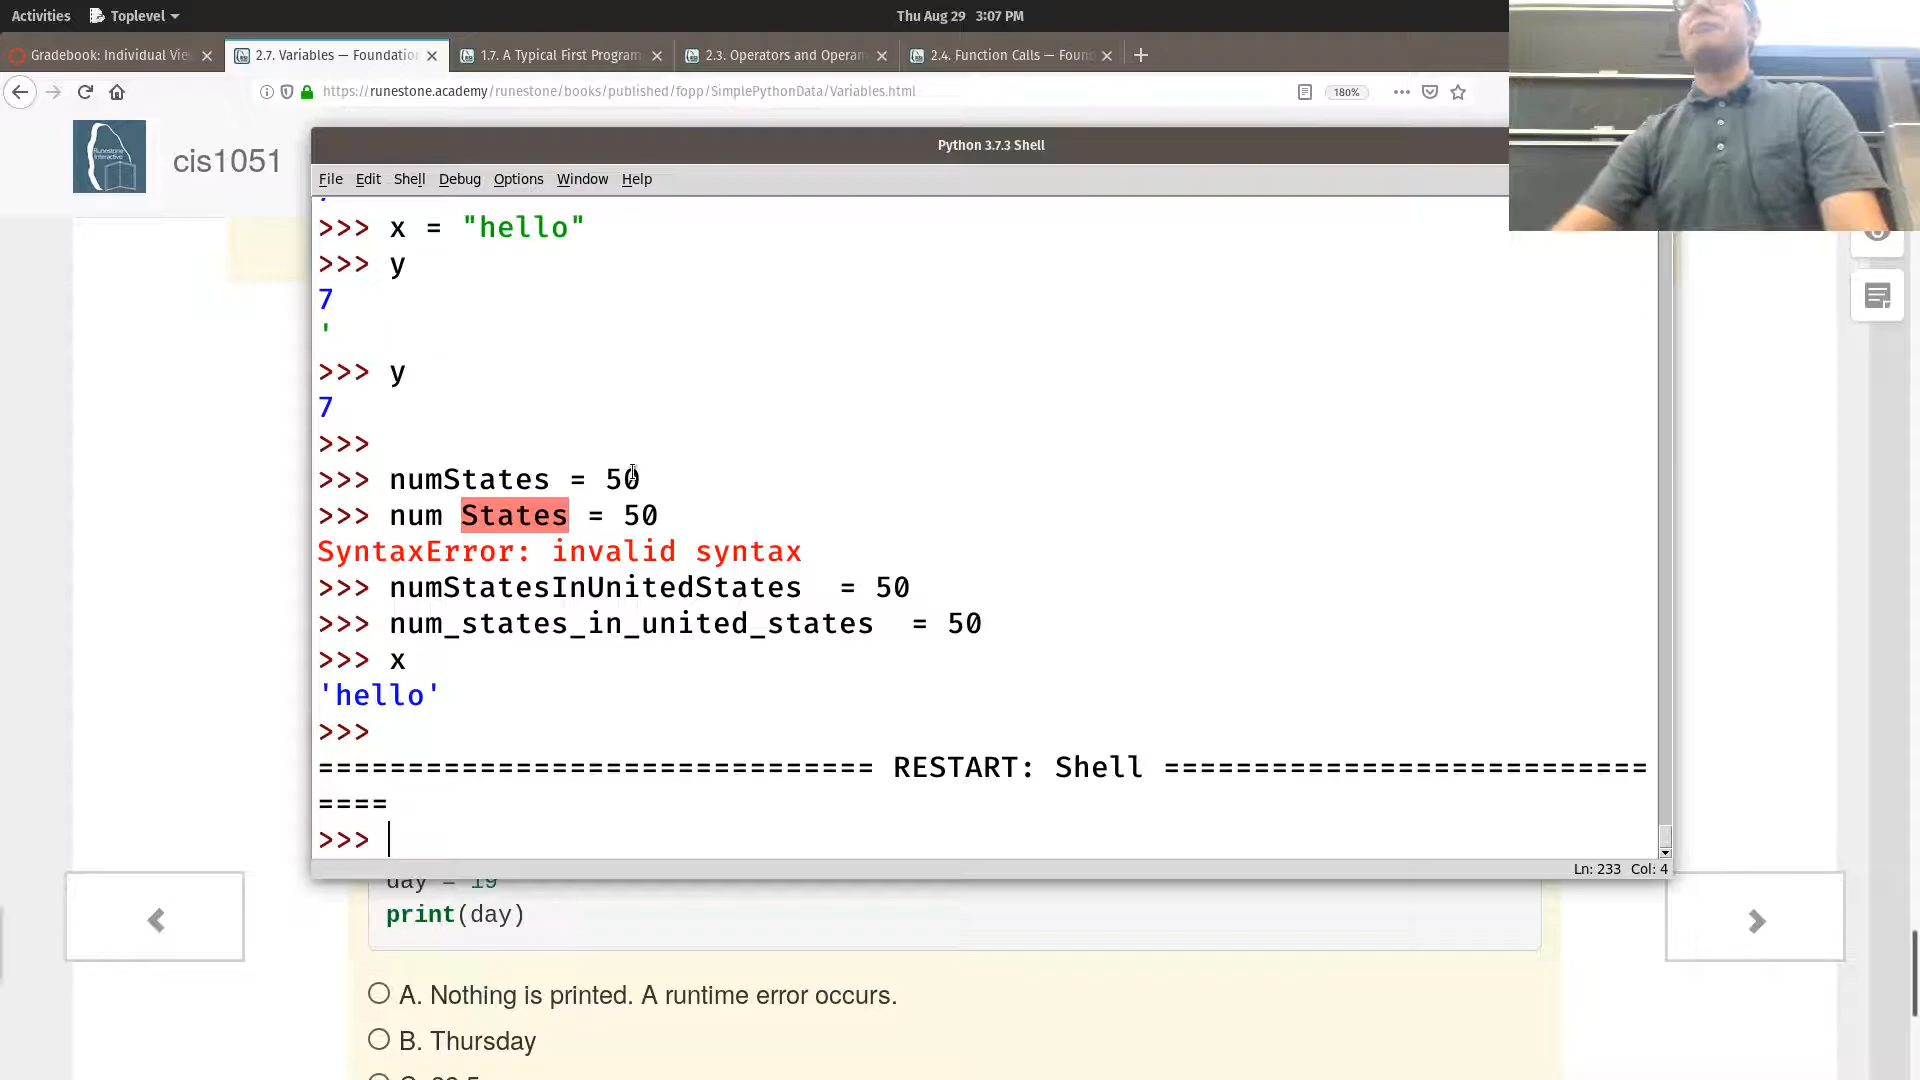 Activities Toplevel Thu Aug 29 3:07 PM
Gradebook: Individual Vie 2.7. Variables — Foundation 1.7. A Typical First Program 2.3. Operators and Operan 2.4. Function Calls — Foun
https://runestone.academy/runestone/books/published/fopp/SimplePythonData/Variables.html 180%
cis1051
Python 3.7.3 Shell
File Edit Shell Debug Options Window Help
>>> x = "hello"
>>> y
7
'
>>> y
7
>>>
>>> numStates = 50
>>> num States = 50
SyntaxError: invalid syntax
>>> numStatesInUnitedStates  = 50
>>> num_states_in_united_states  = 50
>>> x
'hello'
>>>
=============================== RESTART: Shell ===========================
====
>>>
Ln: 233 Col: 4
day = 19
print(day)
A. Nothing is printed. A runtime error occurs.
B. Thursday